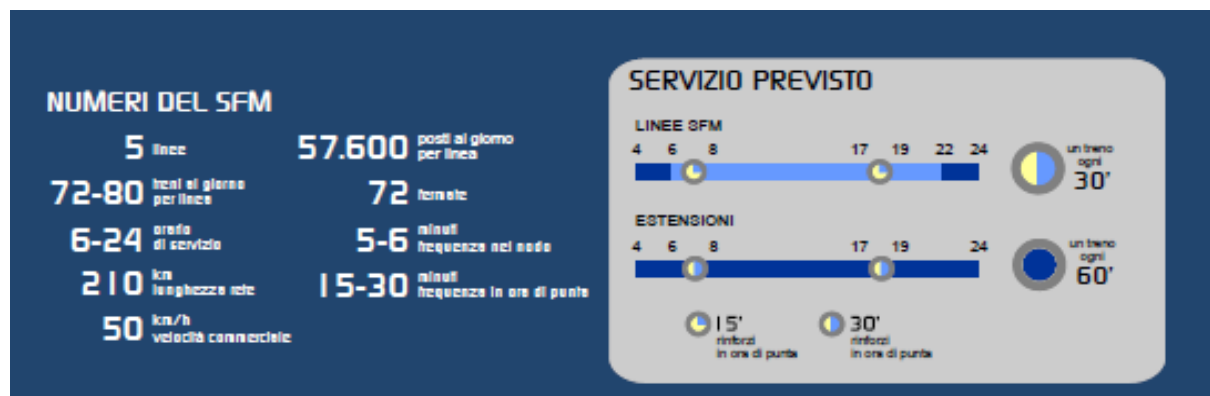 NUMERI DEL SFM
5 linee
72-80 treni al giorno
per linea
6-24 orario
di servizio
210 km
lunghezza rete
50 km/h
velocità commerciale
57.600 posti al giorno
per linea
72 fermate
5-6 minuti
frequenza nel nodo
15-30 minuti
frequenza in ora di punta
SERVIZIO PREVISTO
LINEE SFM
4 6 8 17 19 22 24
un treno
ogni
30'
ESTENSIONI
4 6 8 17 19 24
un treno
ogni
60'
15'
rinforzi
in ora di punta
30'
rinforzi
in ora di punta